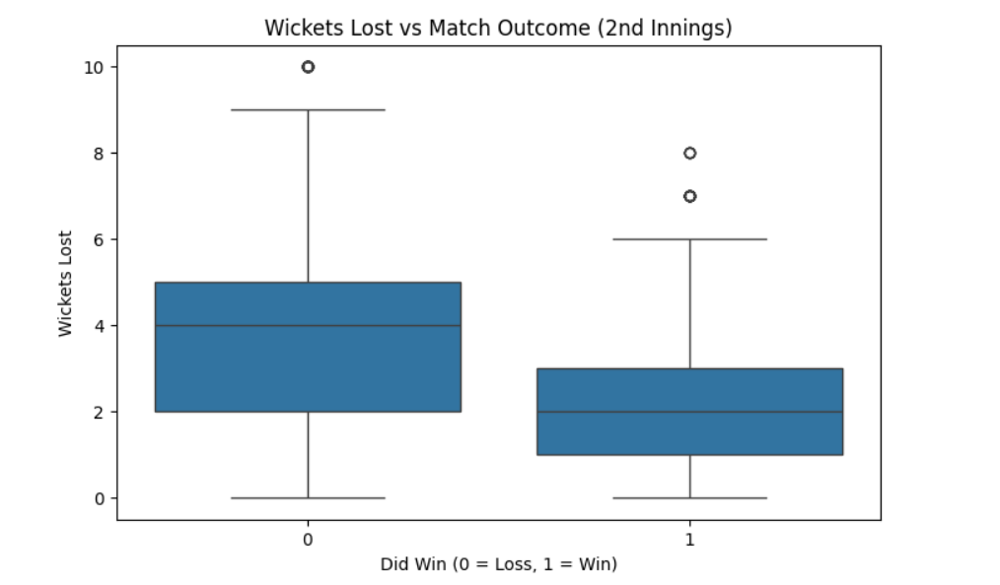 Wickets Lost vs Match Outcome (2nd Innings)
10
8
6
4
2
0
Wickets Lost
0 1
Did Win (0 = Loss, 1 = Win)